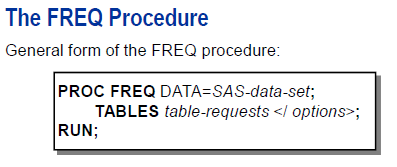 The FREQ Procedure
General form of the FREQ procedure:
PROC FREQ DATA=SAS-data-set;
TABLES table-requests </ options>;
RUN;